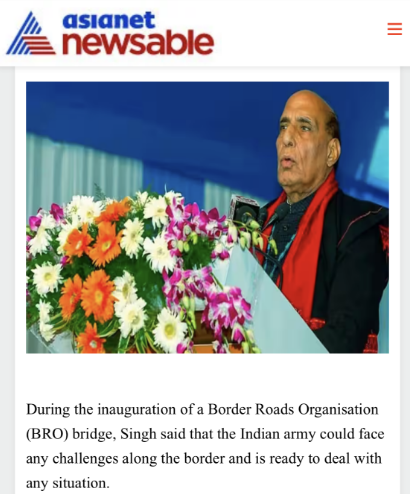 asianet
newsable
During the inauguration of a Border Roads Organisation
(BRO) bridge, Singh said that the Indian army could face
any challenges along the border and is ready to deal with
any situation.